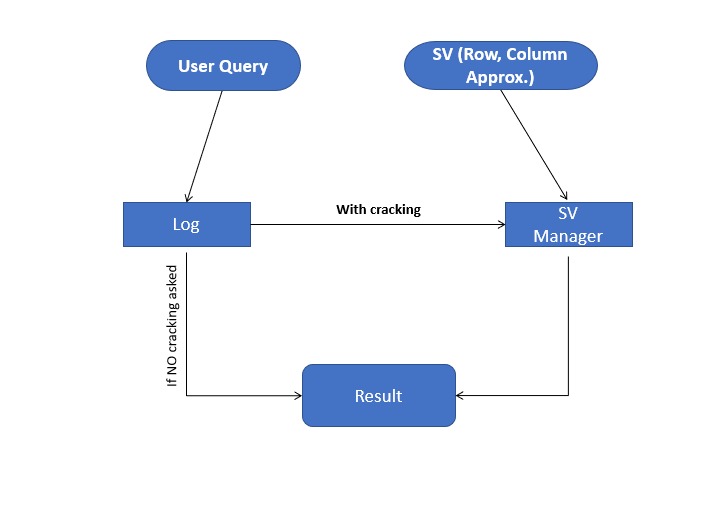 User Query
SV (Row, Column
Approx.)
With cracking
Log
SV
Manager
If NO cracking asked
Result